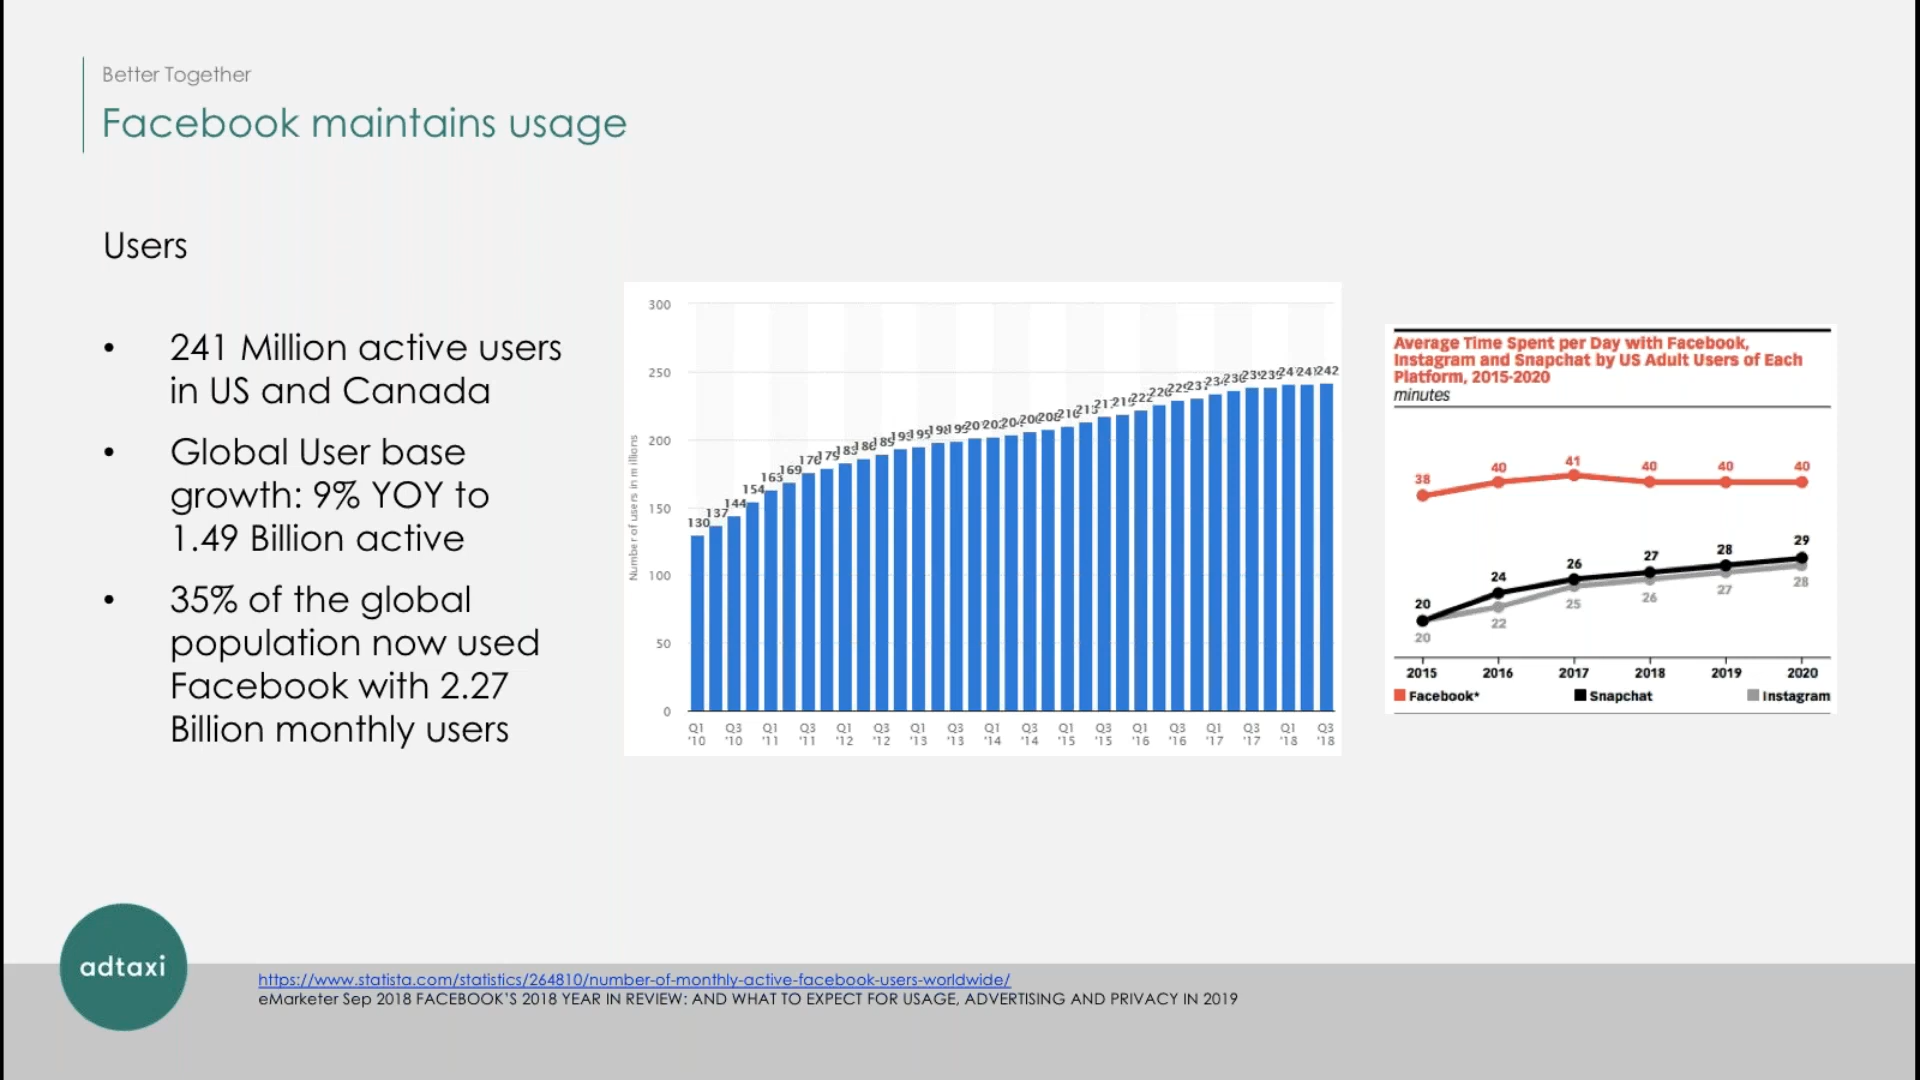 Better Together
Facebook maintains usage
Users
• 241 Million active users
in US and Canada
• Global User base
growth: 9% YOY to
1.49 Billion active
• 35% of the global
population now used
Facebook with 2.27
Billion monthly users
Number of users in millions
300
250
200
150
100
50
0
130 137 144 154 163 169 176 179 183 242
Q1 Q3 Q1 Q3 Q1 Q3 Q1 Q3 Q1 Q3 Q1 Q3 Q1 Q3 Q1 Q3 Q1 Q3
'10 '10 '11 '11 '12 '12 '13 '13 '14 '14 '15 '15 '16 '16 '17 '17 '18 '18
Average Time Spent per Day with Facebook,
Instagram and Snapchat by US Adult Users of Each
Platform, 2015-2020
minutes
38 40 41 40 40 40
20 24 26 27 28 29
20 22 25 26 27 28
2015 2016 2017 2018 2019 2020
Facebook* Snapchat Instagram
adtaxi
https://www.statista.com/statistics/264810/number-of-monthly-active-facebook-users-worldwide/
eMarketer Sep 2018 FACEBOOK'S 2018 YEAR IN REVIEW: AND WHAT TO EXPECT FOR USAGE, ADVERTISING AND PRIVACY IN 2019